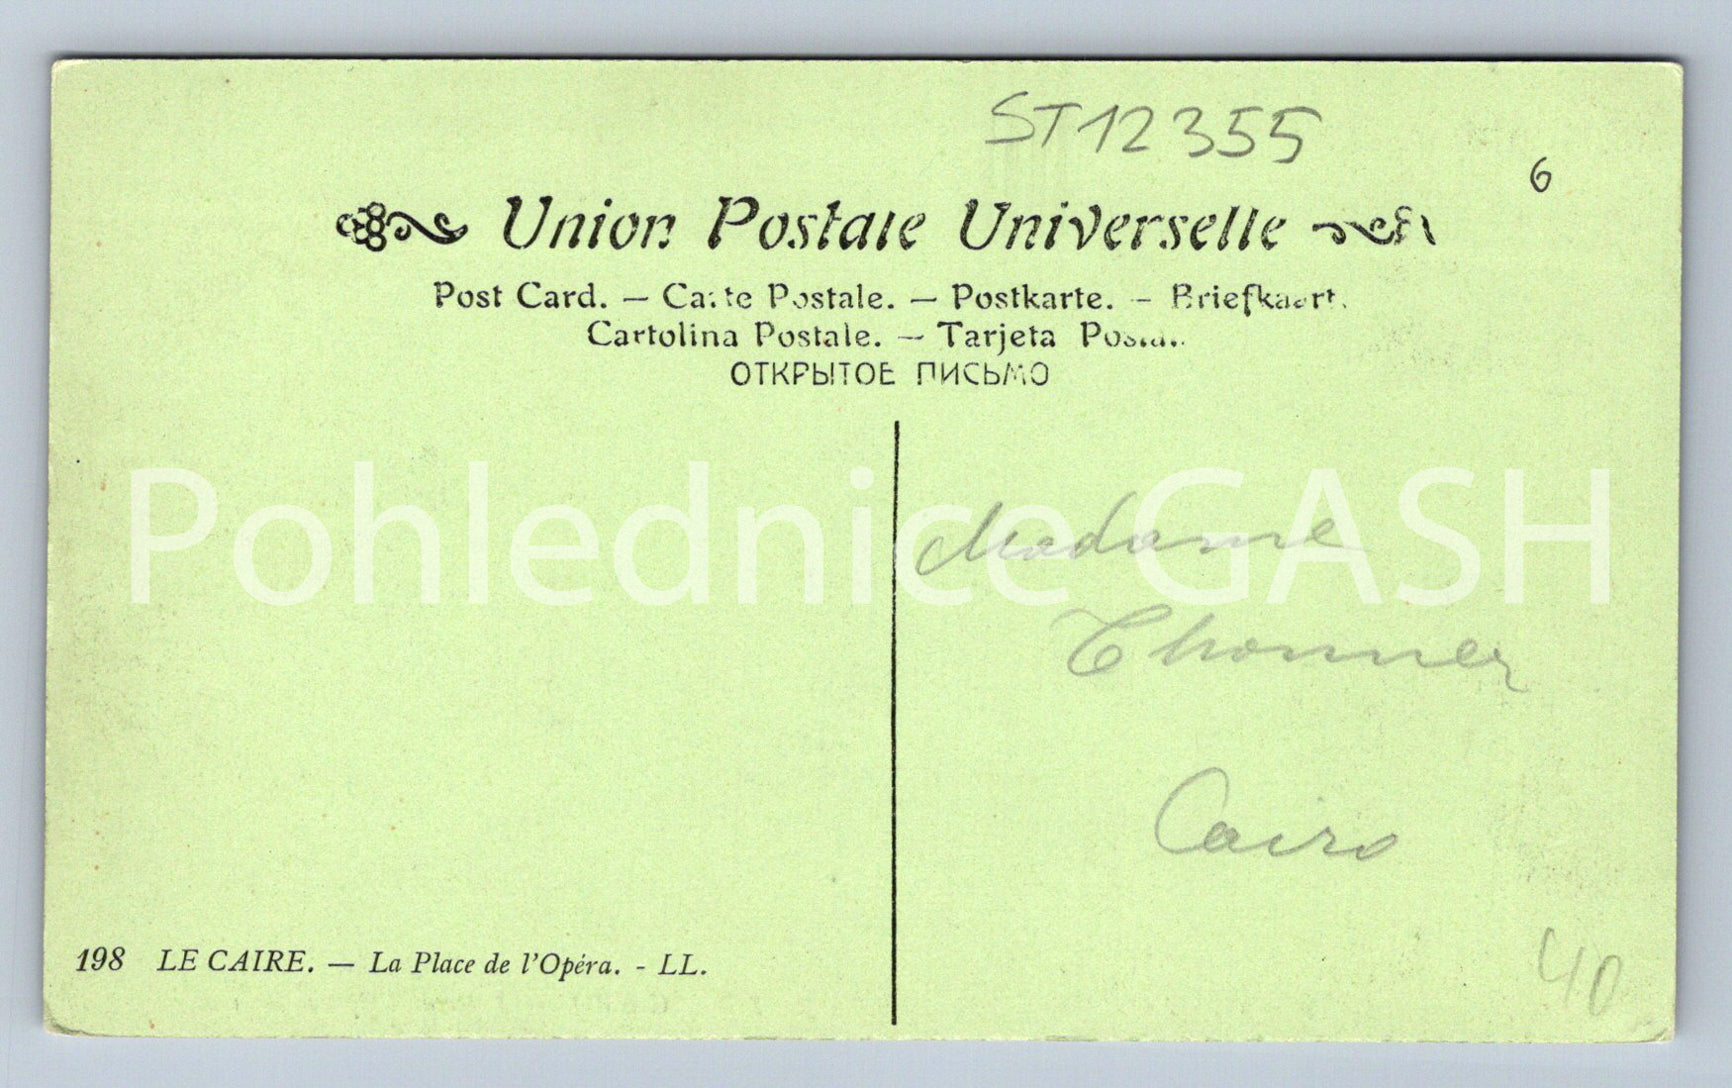 ST12355
6
Union Postale Universelle
Post Card. — Carte Postale. — Postkarte. — Briefkaart.
Cartolina Postale. — Tarjeta Postal.
ОТКРЫТОЕ ПИСЬМО
Pohlednice GASH
Madame
Thonner
Cairo
40
198 LE CAIRE. — La Place de l'Opéra. - LL.